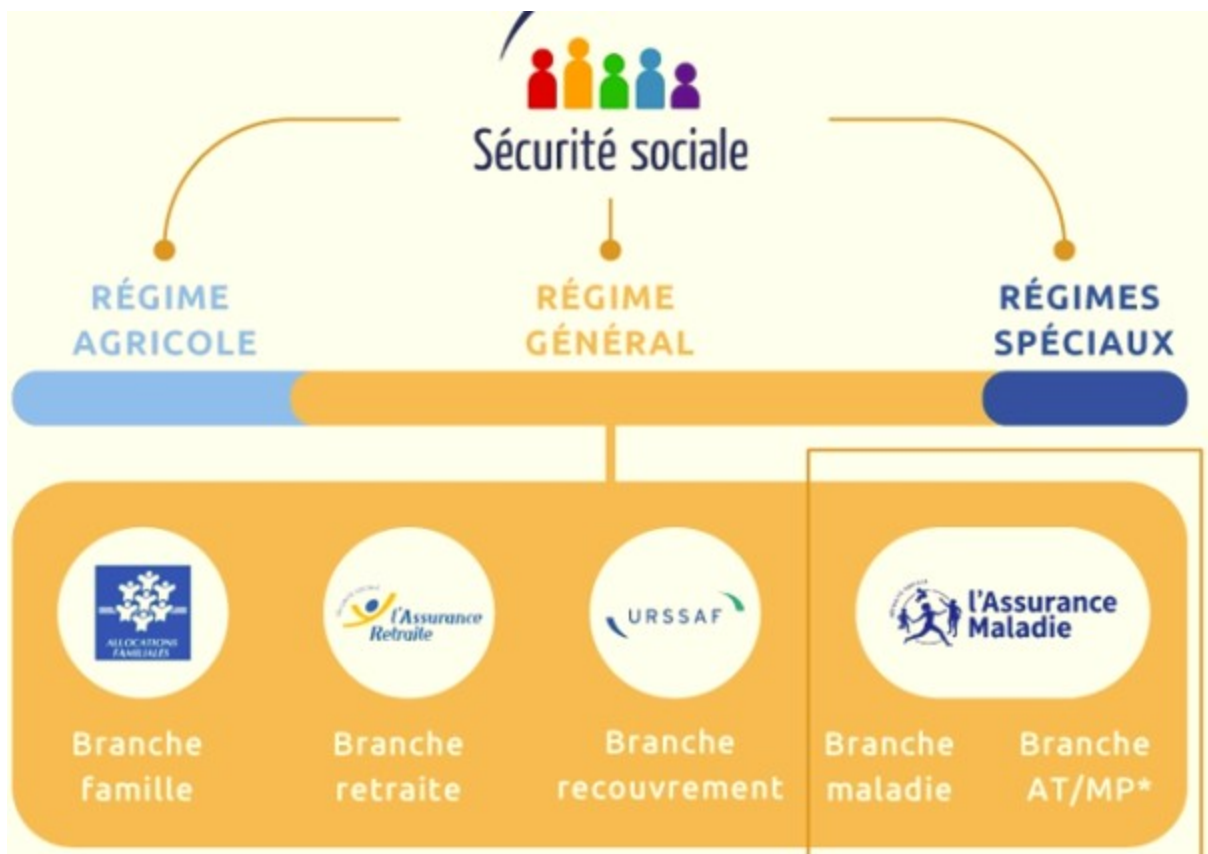 Sécurité sociale
RÉGIME
AGRICOLE
RÉGIME
GÉNÉRAL
RÉGIMES
SPÉCIAUX
ALLOCATIONS
FAMILIALES
l'Assurance
Retraite
URSSAF
l'Assurance
Maladie
Branche
famille
Branche
retraite
Branche
recouvrement
Branche
maladie
Branche
AT/MP*